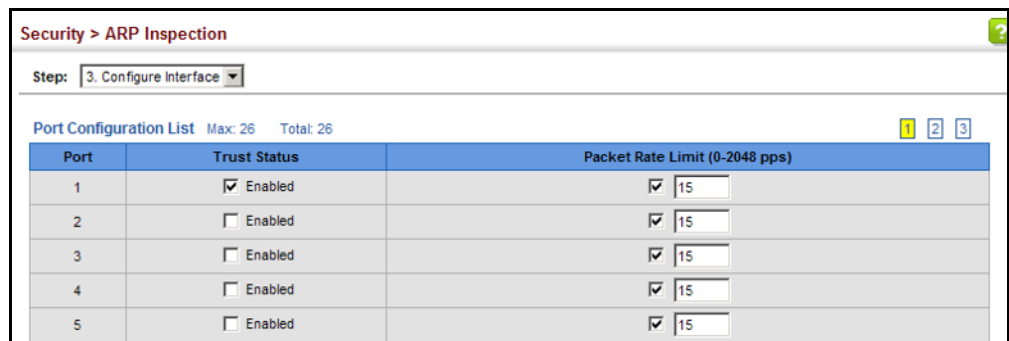 Security > ARP Inspection
?
Step: 3. Configure Interface
Port Configuration List Max: 26 Total: 26 1 2 3
Port Trust Status Packet Rate Limit (0-2048 pps)
1 Enabled 15
2 Enabled 15
3 Enabled 15
4 Enabled 15
5 Enabled 15